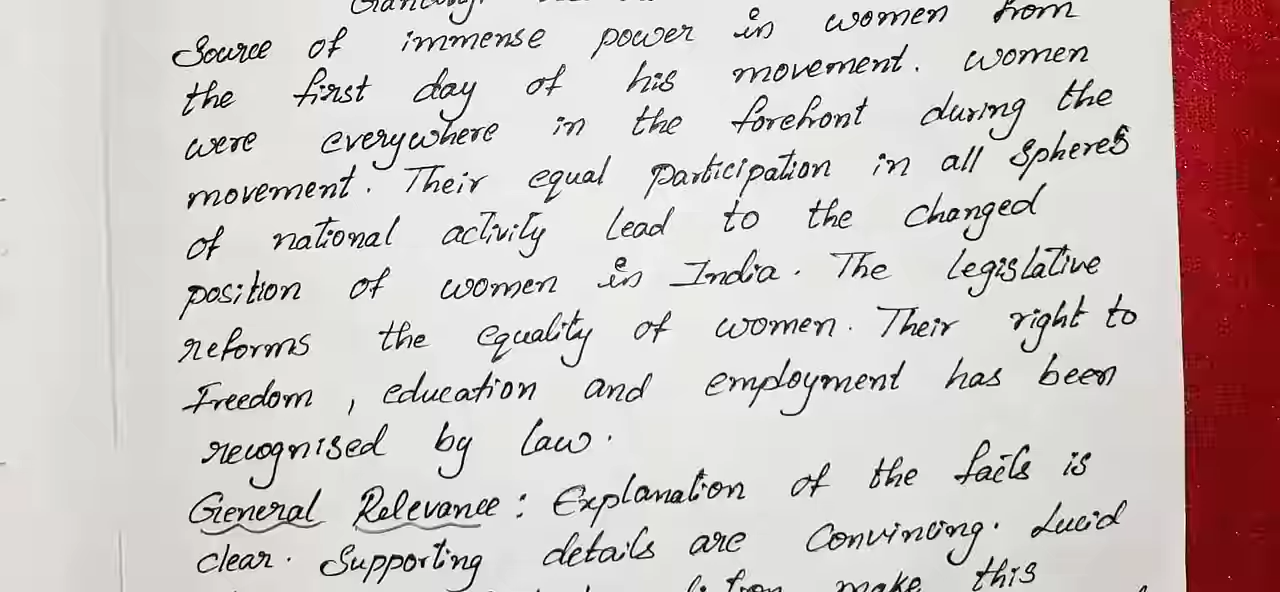 Source of immense power in women from
the first day of his movement. women
were everywhere in the forefront during the
movement. Their equal participation in all spheres
of national activity lead to the changed
position of women in India. The legislative
reforms the equality of women. Their right to
Freedom, education and employment has been
recognised by law.
General Relevance: Explanation of the facts is
clear. Supporting details are convincing. Lucid
make this